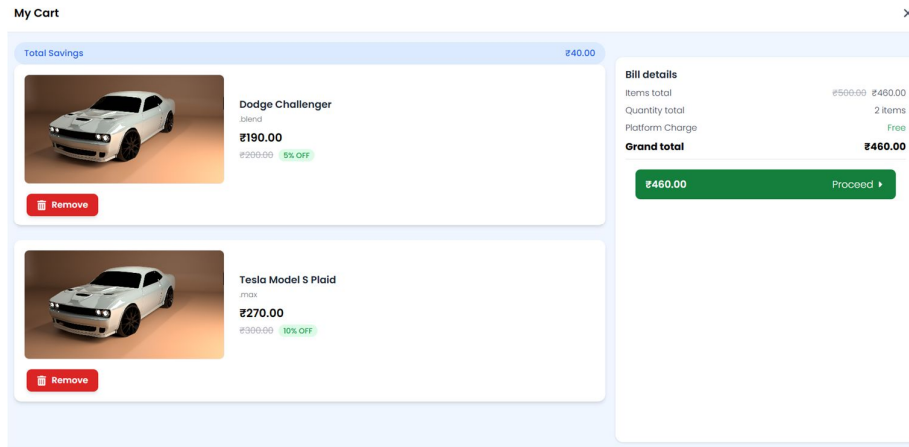 My Cart
Total Savings ₹40.00
Dodge Challenger
.blend
₹190.00
₹200.00 5% OFF
Remove
Tesla Model S Plaid
.max
₹270.00
₹300.00 10% OFF
Remove
Bill details
Items total ₹500.00 ₹460.00
Quantity total 2 items
Platform Charge Free
Grand total ₹460.00
₹460.00 Proceed